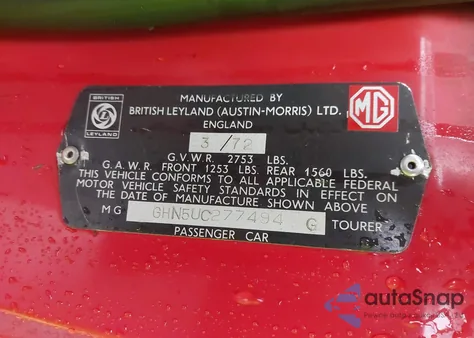 BRITISH
LEYLAND
MANUFACTURED BY
BRITISH LEYLAND (AUSTIN-MORRIS) LTD.
ENGLAND
MG
3 / 72
G.V.W.R. 2753 LBS.
G.A.W.R. FRONT 1253 LBS. REAR 1500 LBS.
THIS VEHICLE CONFORMS TO ALL APPLICABLE FEDERAL
MOTOR VEHICLE SAFETY STANDARDS IN EFFECT ON
THE DATE OF MANUFACTURE SHOWN ABOVE
MG GHN5UC277494 G TOURER
PASSENGER CAR
autoSnap